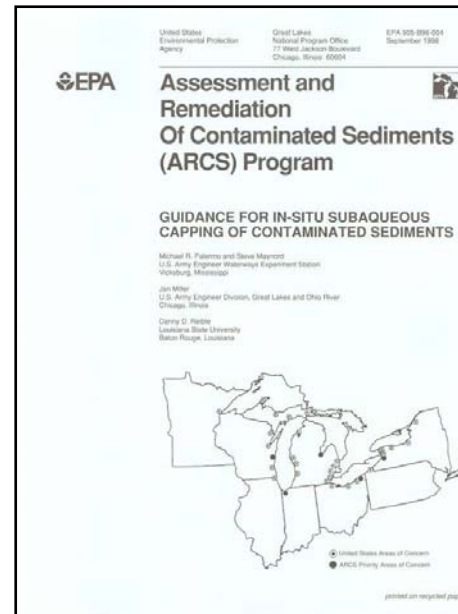 United States
Environmental Protection
Agency
Great Lakes
National Program Office
77 West Jackson Boulevard
Chicago, Illinois 60604
EPA 905-B96-004
September 1998
EPA
Assessment and
Remediation
Of Contaminated Sediments
(ARCS) Program
GUIDANCE FOR IN-SITU SUBAQUEOUS
CAPPING OF CONTAMINATED SEDIMENTS
Michael R. Palermo and Steve Maynord
U.S. Army Engineer Waterways Experiment Station
Vicksburg, Mississippi
Jan Miller
U.S. Army Engineer Division, Great Lakes and Ohio River
Chicago, Illinois
Danny D. Reible
Louisiana State University
Baton Rouge, Louisiana
United States Areas of Concern
ARCS Priority Areas of Concern
printed on recycled pap